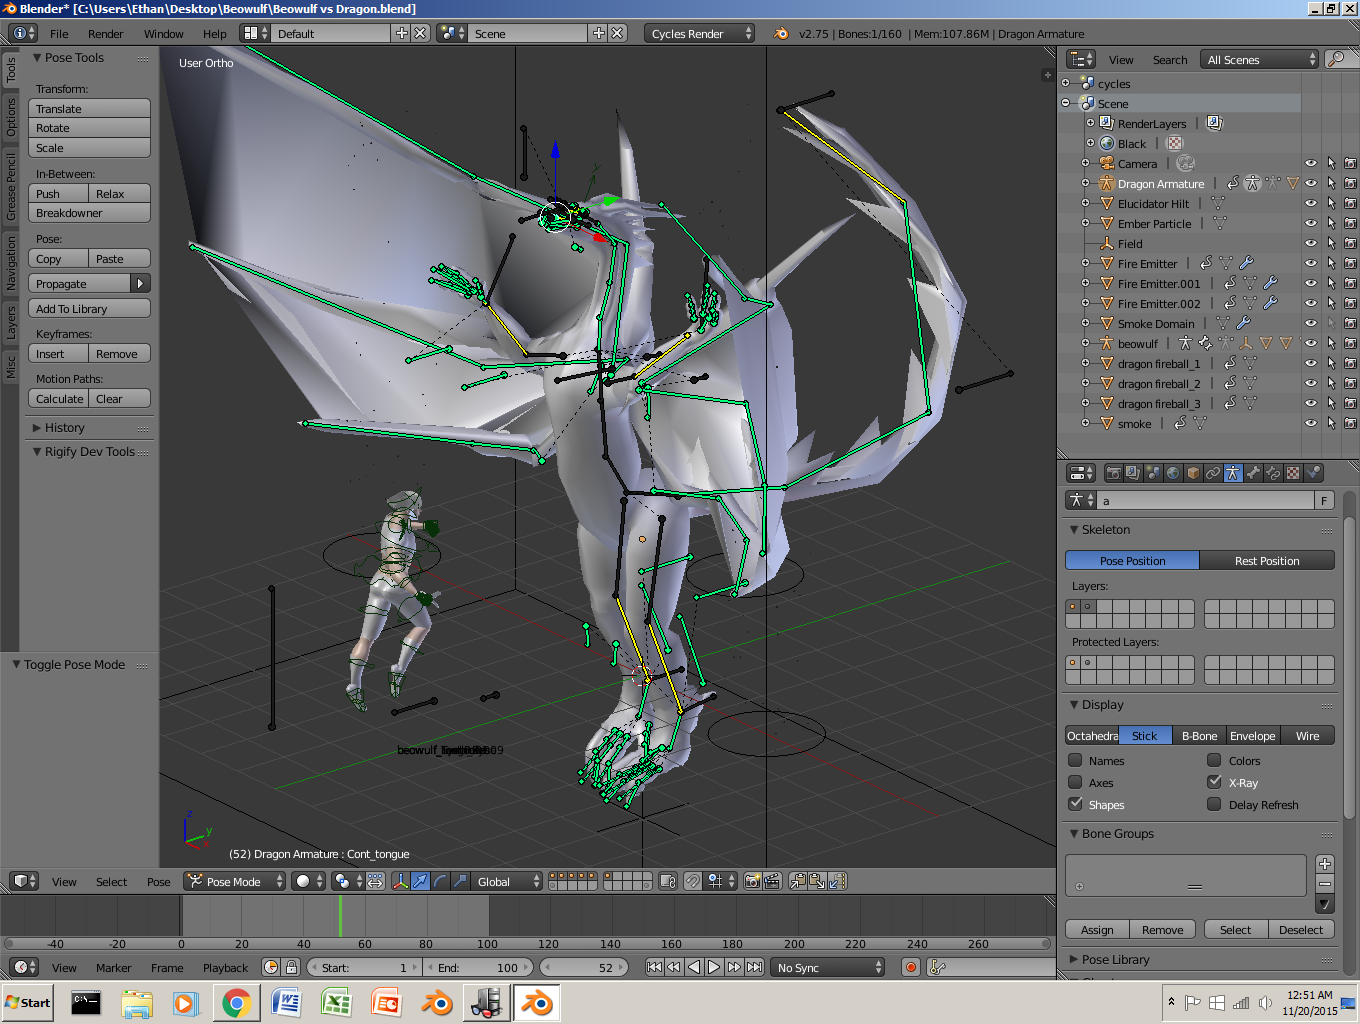 Blender* [C:\Users\Ethan\Desktop\Beowulf\Beowulf vs Dragon.blend]
File Render Window Help Default Scene Cycles Render v2.75 | Bones:1/160 | Mem:107.86M | Dragon Armature
Tools
Options
Grease Pencil
Navigation
Layers
Misc
Pose Tools
Transform:
Translate
Rotate
Scale
In-Between:
Push Relax
Breakdowner
Pose:
Copy Paste
Propagate
Add To Library
Keyframes:
Insert Remove
Motion Paths:
Calculate Clear
History
Rigify Dev Tools
Toggle Pose Mode
User Ortho
z
y
(52) Dragon Armature : Cont_tongue
View Select Pose Pose Mode Global
-40 -20 0 20 40 60 80 100 120 140 160 180 200 220 240 260
View Marker Frame Playback Start: 1 End: 100 52 No Sync
View Search All Scenes
cycles
Scene
RenderLayers
Black
Camera
Dragon Armature
Elucidator Hilt
Ember Particle
Field
Fire Emitter
Fire Emitter.001
Fire Emitter.002
Smoke Domain
beowulf
dragon fireball_1
dragon fireball_2
dragon fireball_3
smoke
a F
Skeleton
Pose Position Rest Position
Layers:
Protected Layers:
Display
Octahedra Stick B-Bone Envelope Wire
Names Colors
Axes X-Ray
Shapes Delay Refresh
Bone Groups
Assign Remove Select Deselect
Pose Library
Start
12:51 AM
11/20/2015